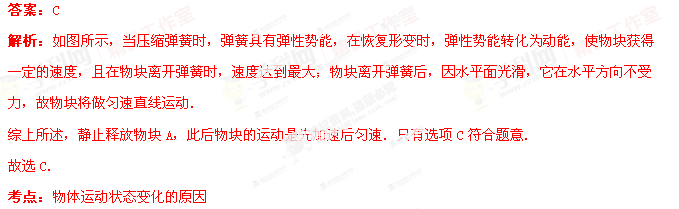 答案：C
解析：如图所示，当压缩弹簧时，弹簧具有弹性势能，在恢复形变时，弹性势能转化为动能，使物块获得
一定的速度，且在物块离开弹簧时，速度达到最大；物块离开弹簧后，因水平面光滑，它在水平方向不受
力，故物块将做匀速直线运动．
综上所述，静止释放物块 A，此后物块的运动是先加速后匀速．只有选项 C 符合题意．
故选 C．
考点：物体运动状态变化的原因